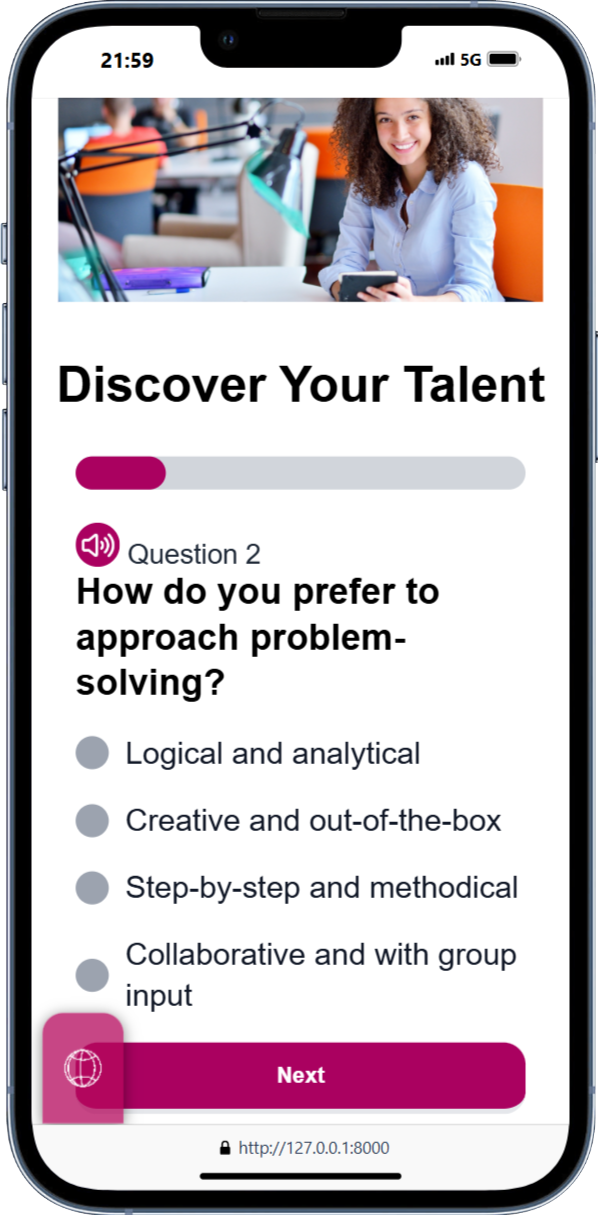 21:59
5G
Discover Your Talent
Question 2
How do you prefer to
approach problem-
solving?
Logical and analytical
Creative and out-of-the-box
Step-by-step and methodical
Collaborative and with group
input
Next
http://127.0.0.1:8000